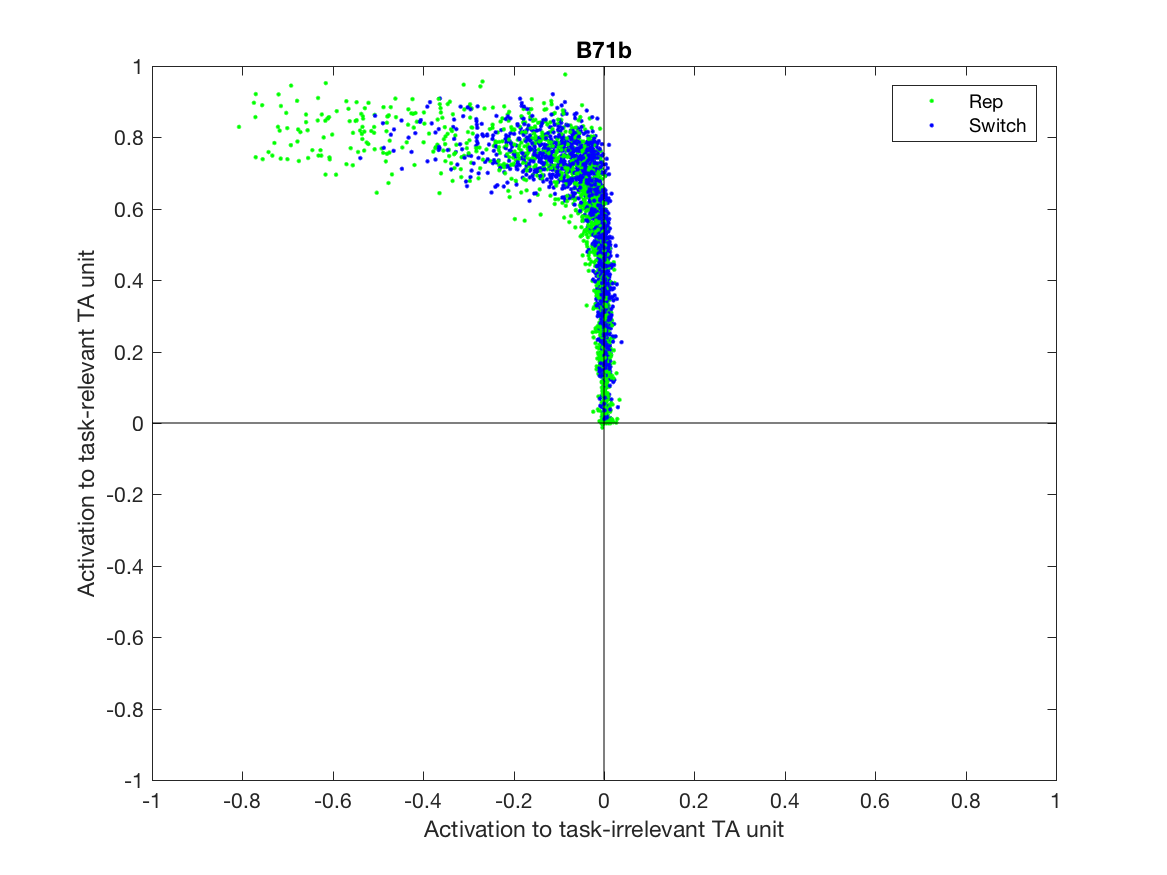 B71b
Rep
Switch
Activation to task-relevant TA unit
1
0.8
0.6
0.4
0.2
0
-0.2
-0.4
-0.6
-0.8
-1
-1 -0.8 -0.6 -0.4 -0.2 0 0.2 0.4 0.6 0.8 1
Activation to task-irrelevant TA unit